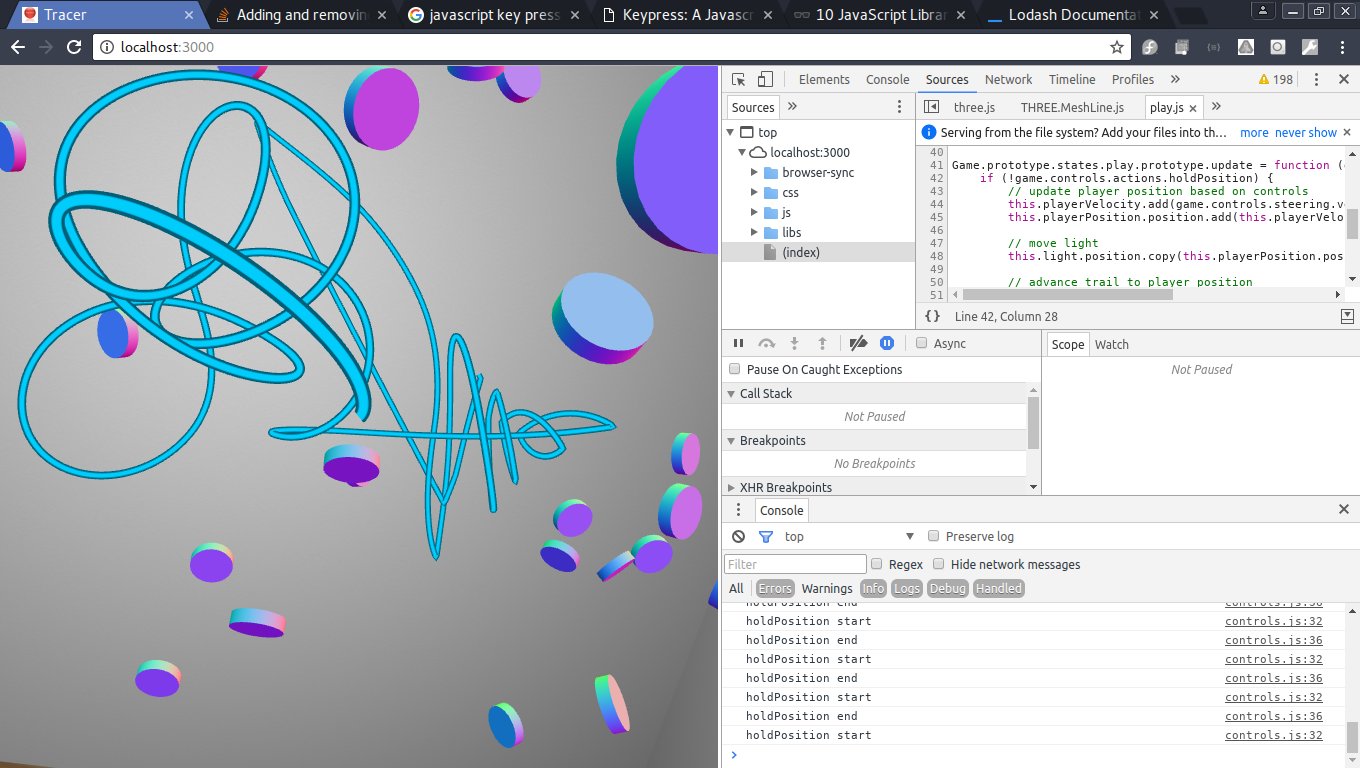 Tracer
Adding and removin
javascript key press
Keypress: A Javasc
10 JavaScript Librar
Lodash Documentat
localhost:3000
Elements Console Sources Network Timeline Profiles » 198
Sources »
three.js THREE.MeshLine.js play.js »
top
localhost:3000
browser-sync
css
js
libs
(index)
Serving from the file system? Add your files into th… more never show
40
41 Game.prototype.states.play.prototype.update = function (
42 if (!game.controls.actions.holdPosition) {
43 // update player position based on controls
44 this.playerVelocity.add(game.controls.steering.v
45 this.playerPosition.position.add(this.playerVelo
46
47 // move light
48 this.light.position.copy(this.playerPosition.pos
49
50 // advance trail to player position
51
{} Line 42, Column 28
Async
Pause On Caught Exceptions
Call Stack
Not Paused
Breakpoints
No Breakpoints
XHR Breakpoints
Scope Watch
Not Paused
Console
top Preserve log
Filter Regex Hide network messages
All Errors Warnings Info Logs Debug Handled
holdPosition end controls.js:36
holdPosition start controls.js:32
holdPosition end controls.js:36
holdPosition start controls.js:32
holdPosition end controls.js:36
holdPosition start controls.js:32
holdPosition end controls.js:36
holdPosition start controls.js:32